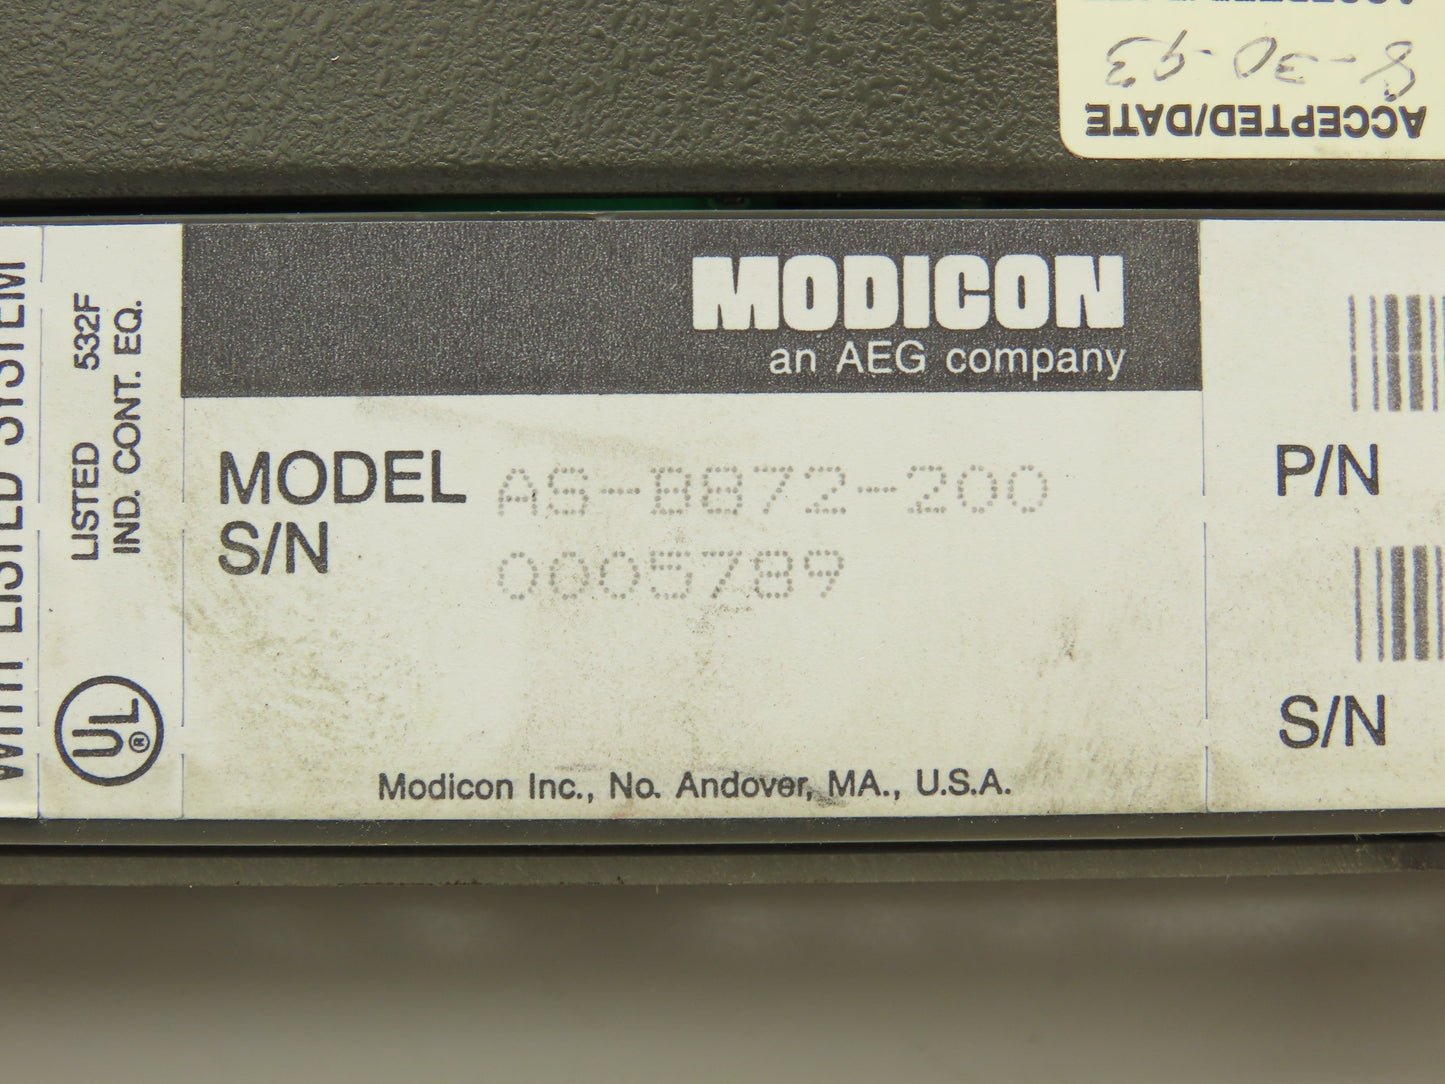 8-30-93
ACCEPTED/DATE
WITH LISTED SYSTEM
LISTED 532F
IND. CONT. EQ.
UL
®
MODICON
an AEG company
MODEL AS-B872-200
S/N 0005789
Modicon Inc., No. Andover, MA., U.S.A.
P/N
S/N